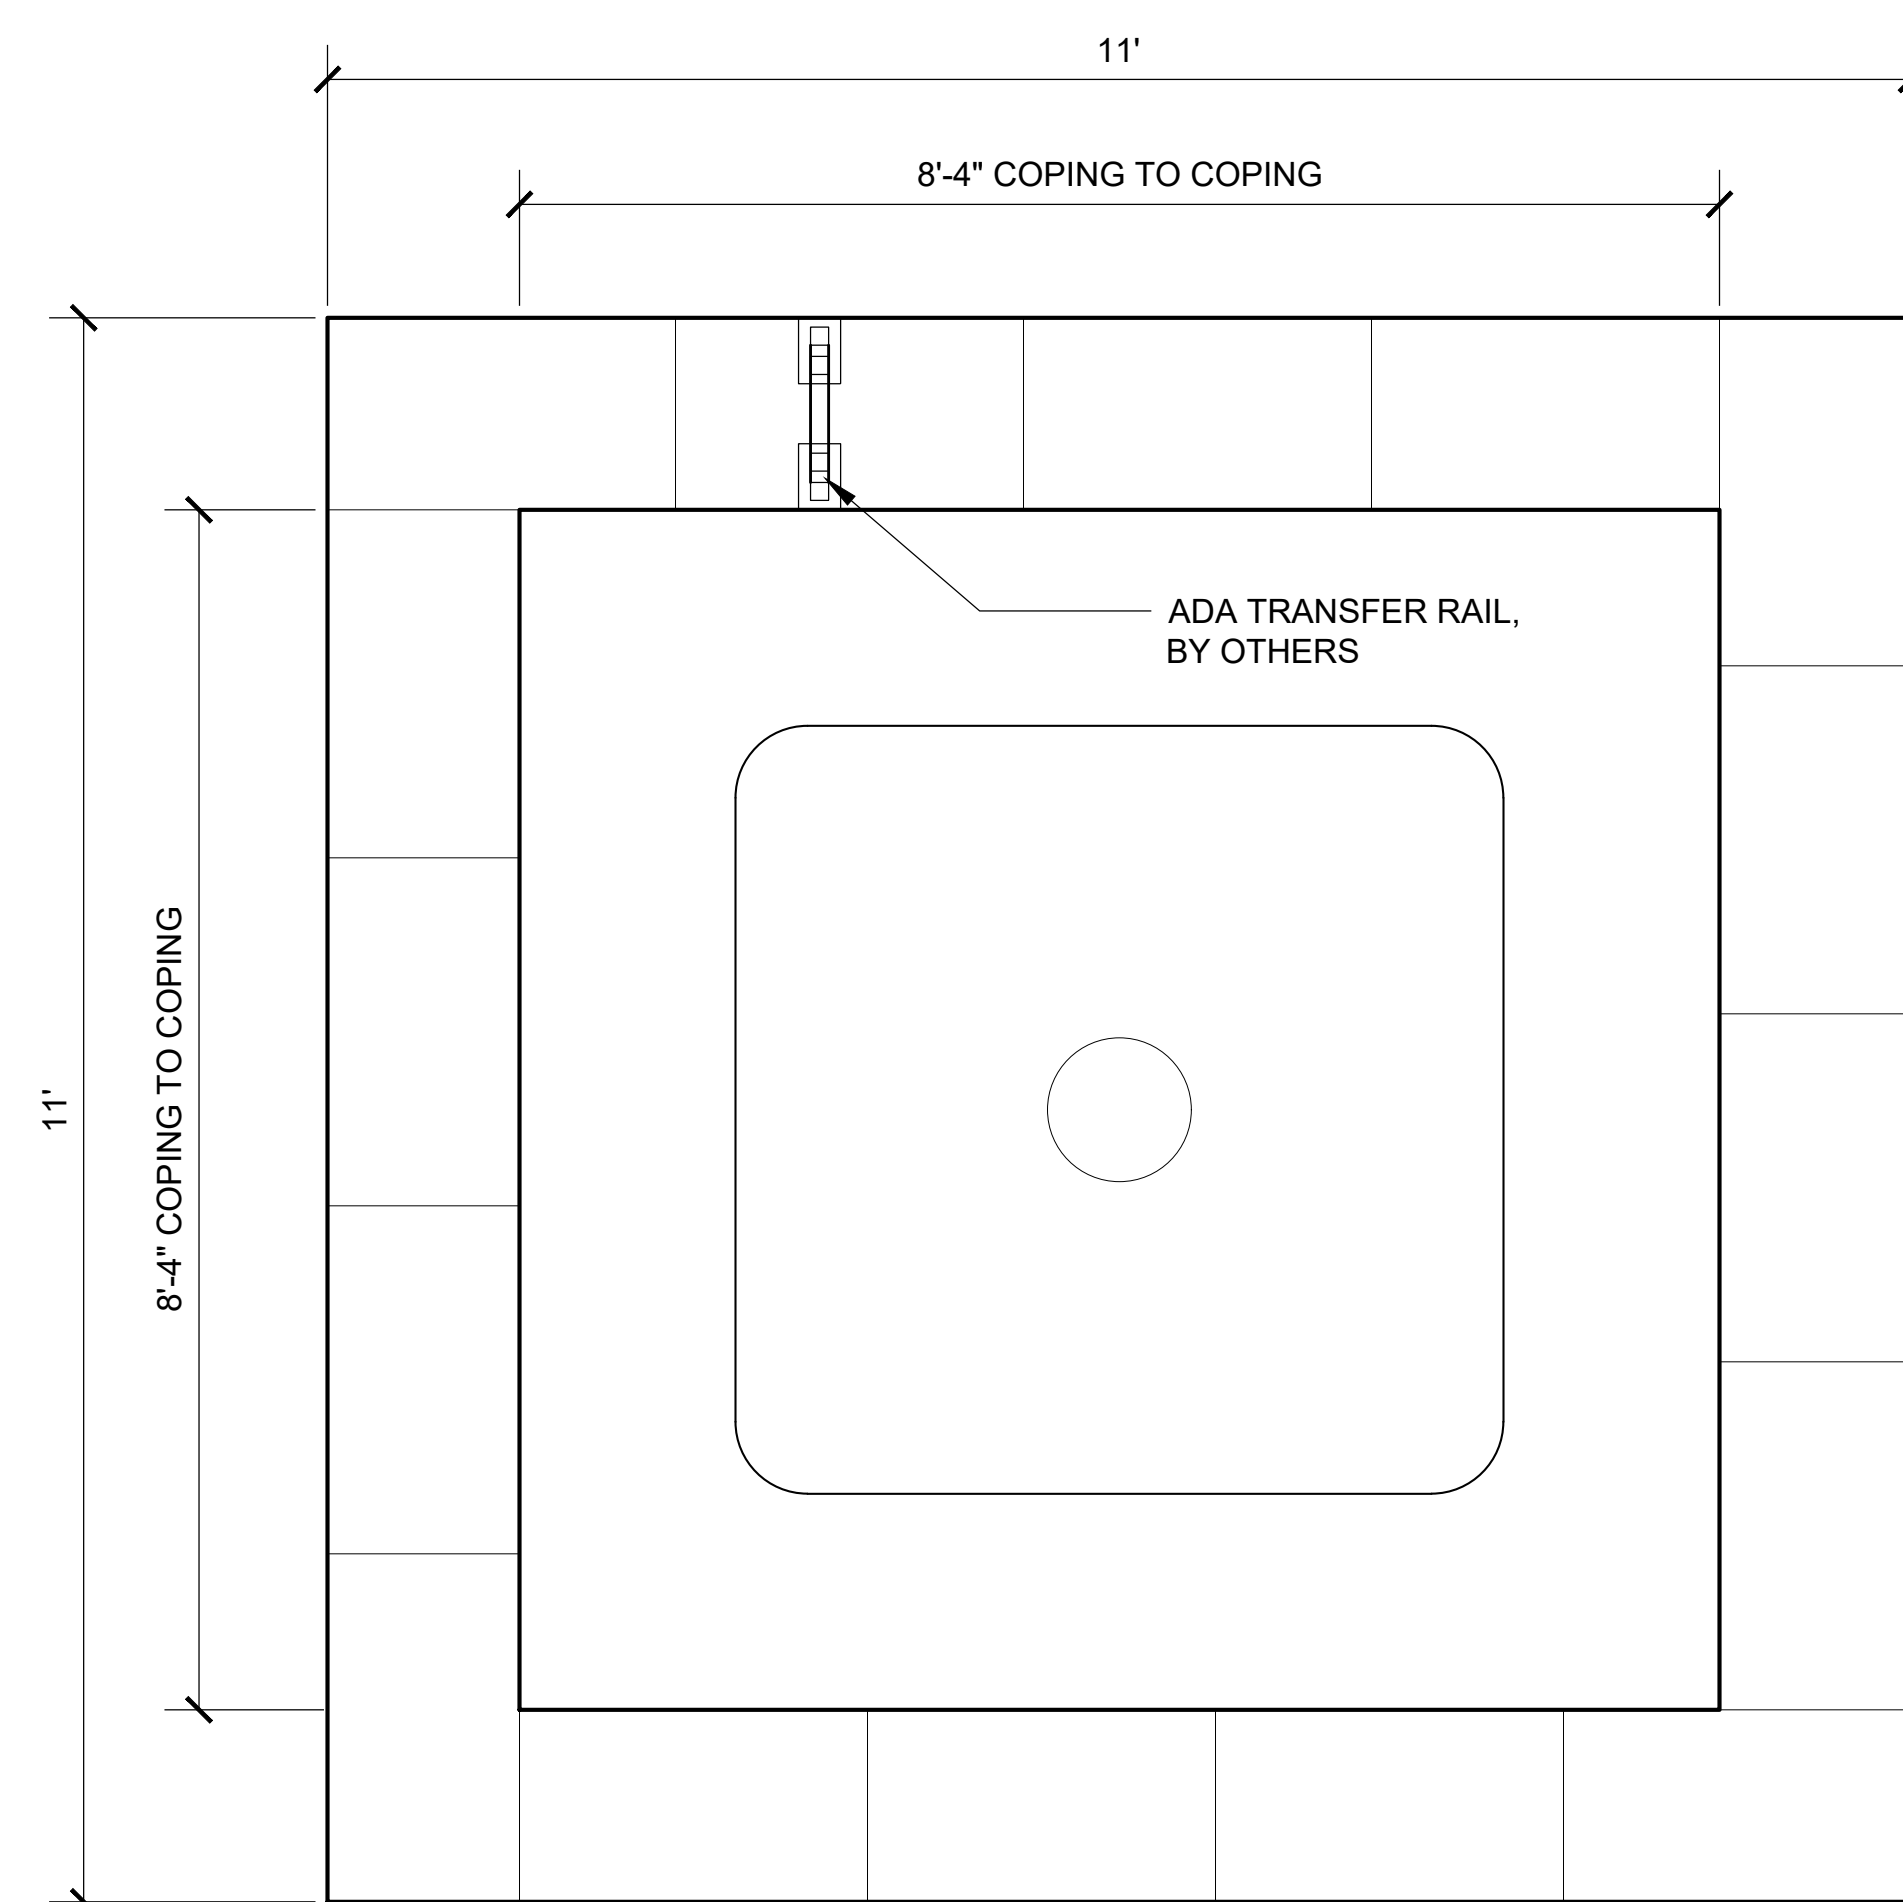 11'
8'-4" COPING TO COPING
ADA TRANSFER RAIL,
BY OTHERS
8'-4" COPING TO COPING
11'